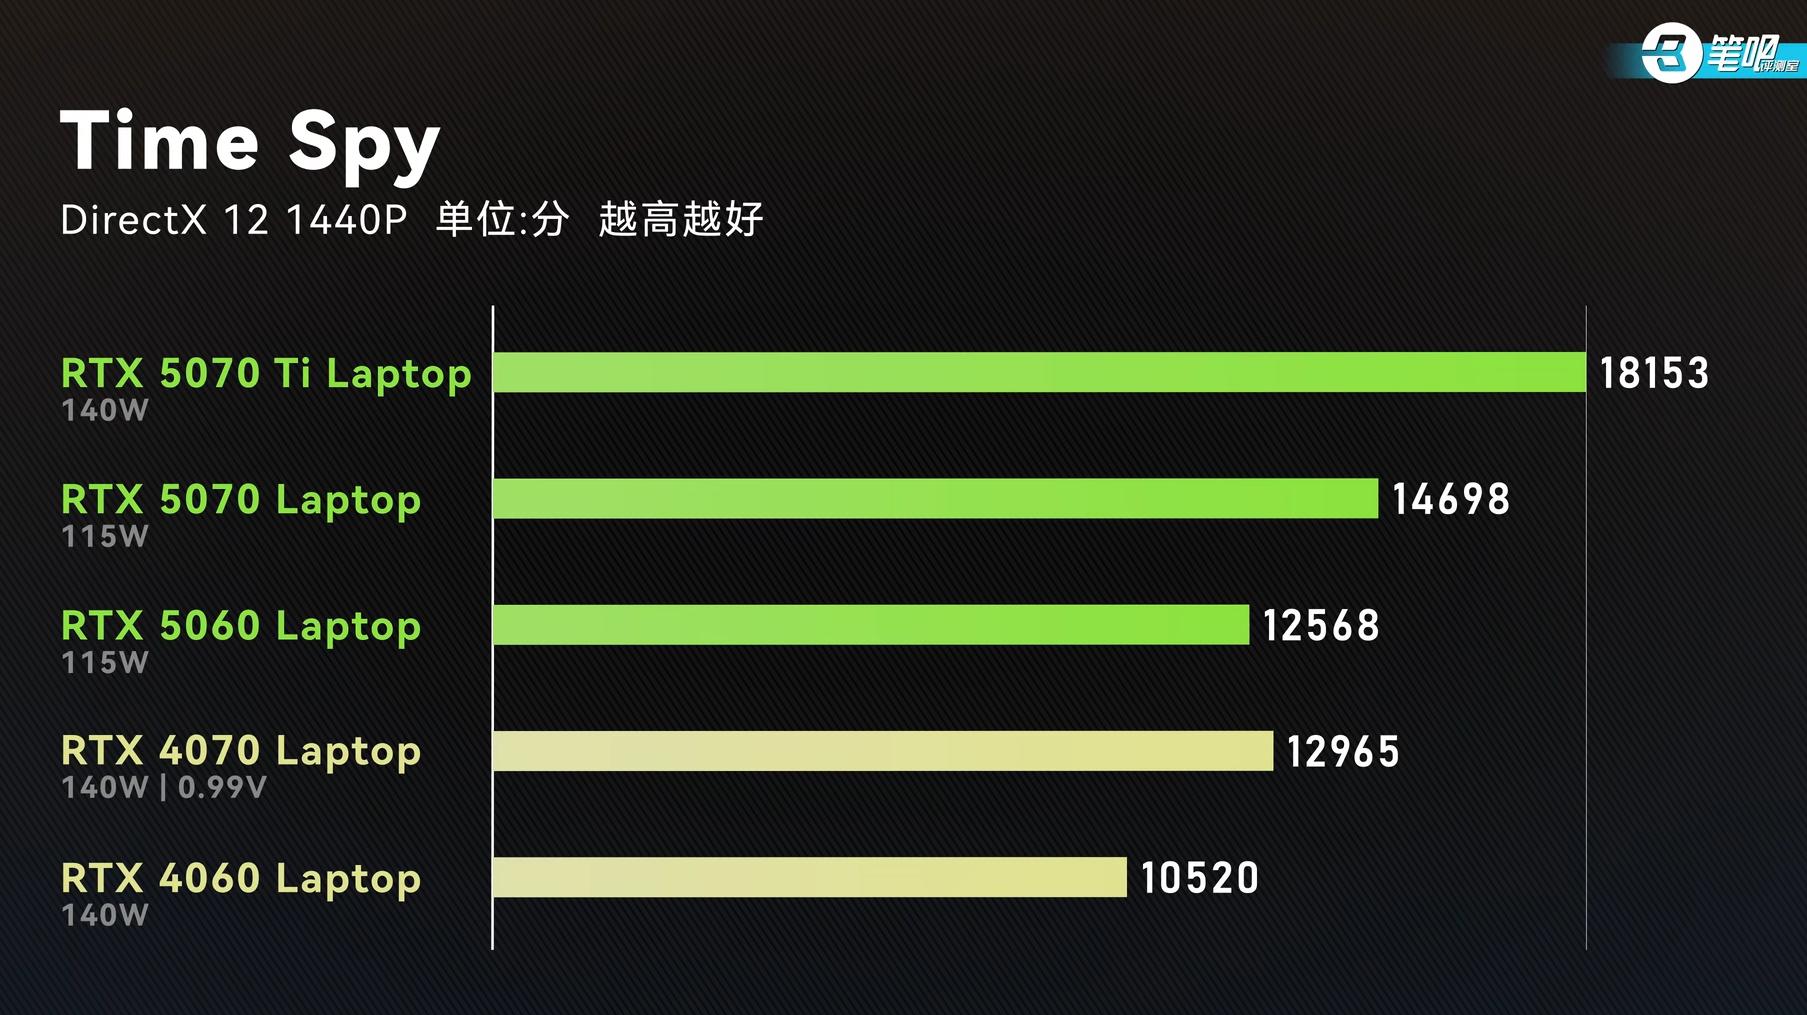 笔吧评测室
Time Spy
DirectX 12 1440P 单位:分 越高越好
RTX 5070 Ti Laptop 18153
140W
RTX 5070 Laptop 14698
115W
RTX 5060 Laptop 12568
115W
RTX 4070 Laptop 12965
140W | 0.99V
RTX 4060 Laptop 10520
140W